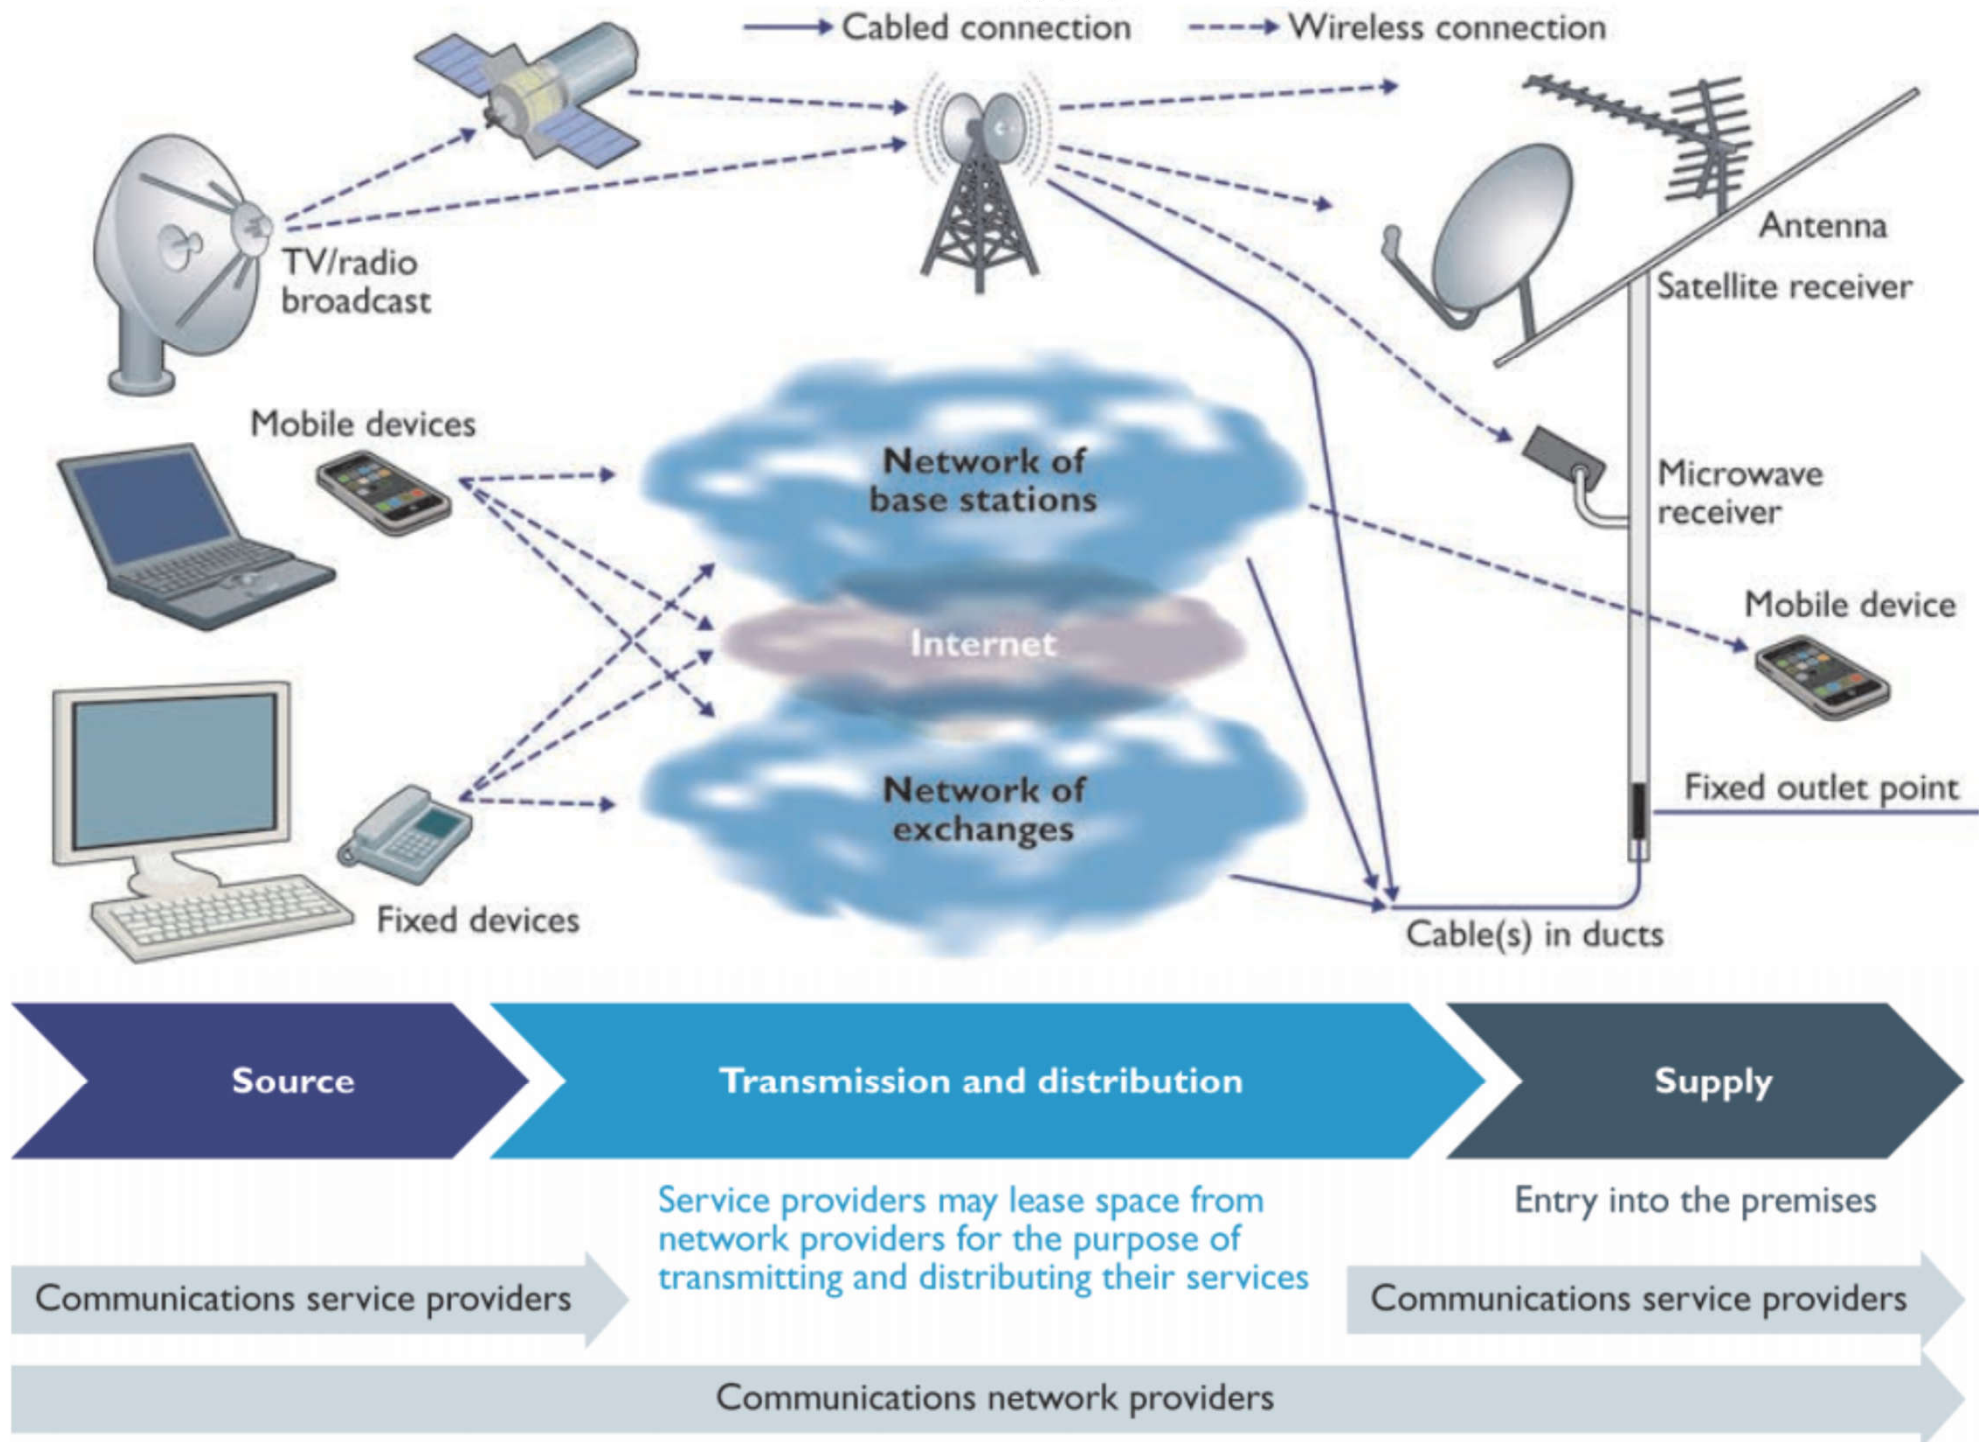 Cabled connection
Wireless connection
TV/radio
broadcast
Antenna
Satellite receiver
Mobile devices
Network of
base stations
Microwave
receiver
Internet
Mobile device
Network of
exchanges
Fixed outlet point
Fixed devices
Cable(s) in ducts
Source
Transmission and distribution
Supply
Service providers may lease space from
network providers for the purpose of
transmitting and distributing their services
Entry into the premises
Communications service providers
Communications service providers
Communications network providers